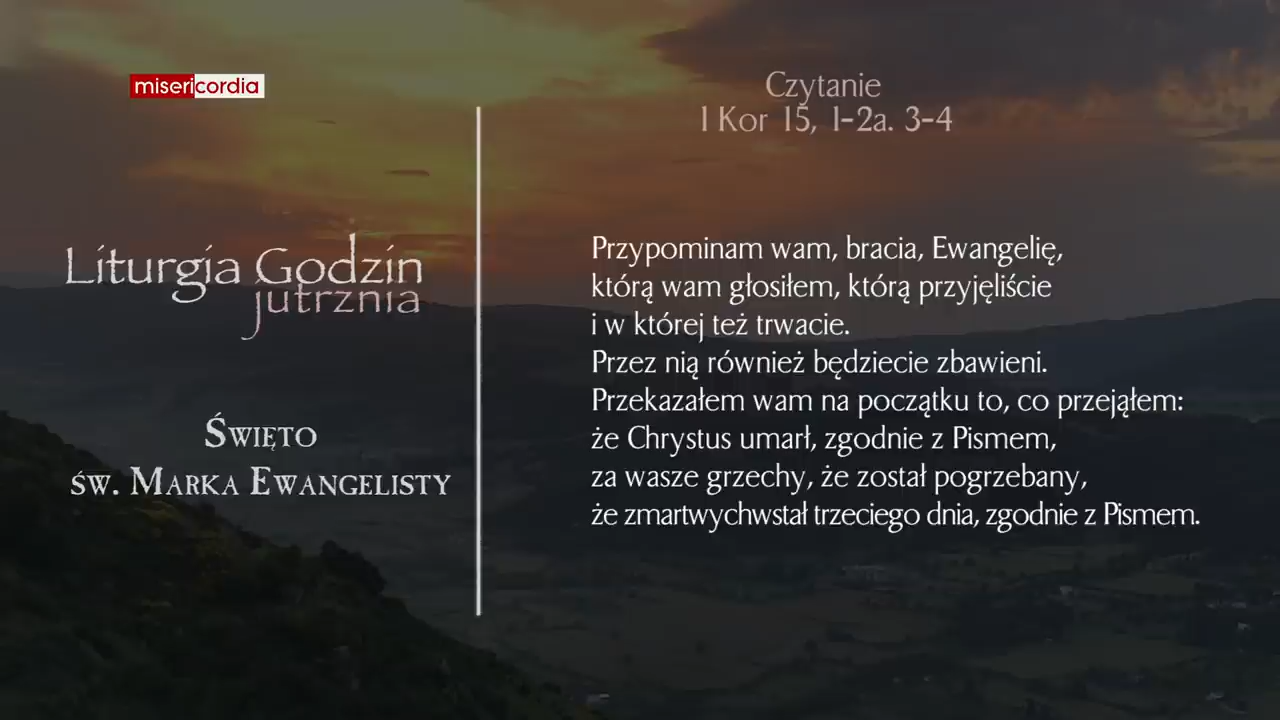 misericordia
Liturgia Godzin
jutrznia
Święto
św. Marka Ewangelisty
Czytanie
1 Kor 15, 1-2a. 3-4
Przypominam wam, bracia, Ewangelię,
którą wam głosiłem, którą przyjęliście
i w której też trwacie.
Przez nią również będziecie zbawieni.
Przekazałem wam na początku to, co przejąłem:
że Chrystus umarł, zgodnie z Pismem,
za wasze grzechy, że został pogrzebany,
że zmartwychwstał trzeciego dnia, zgodnie z Pismem.